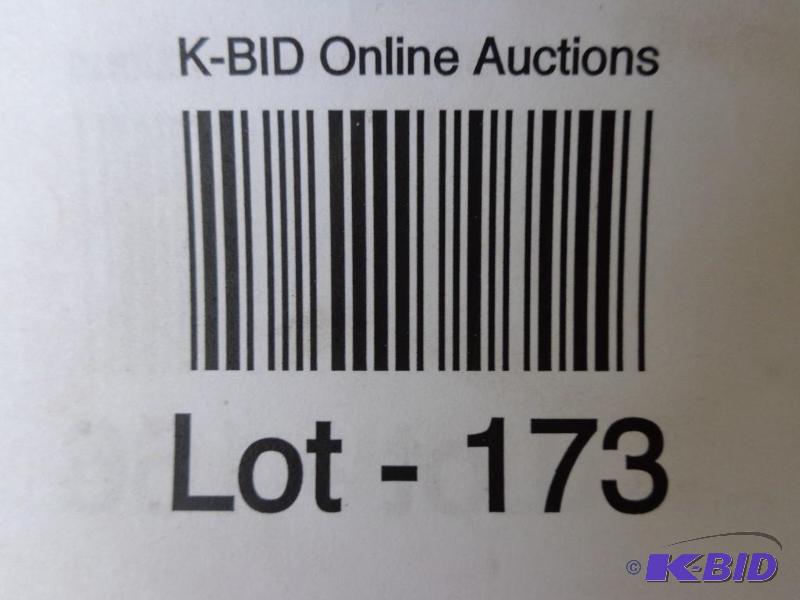 K-BID Online Auctions
Lot - 173
© K-BID